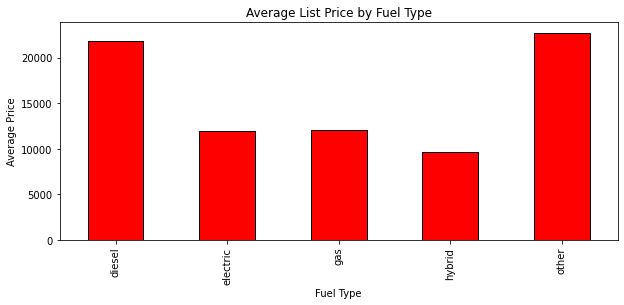 Average List Price by Fuel Type
Average Price
20000
15000
10000
5000
0
diesel
electric
gas
hybrid
other
Fuel Type